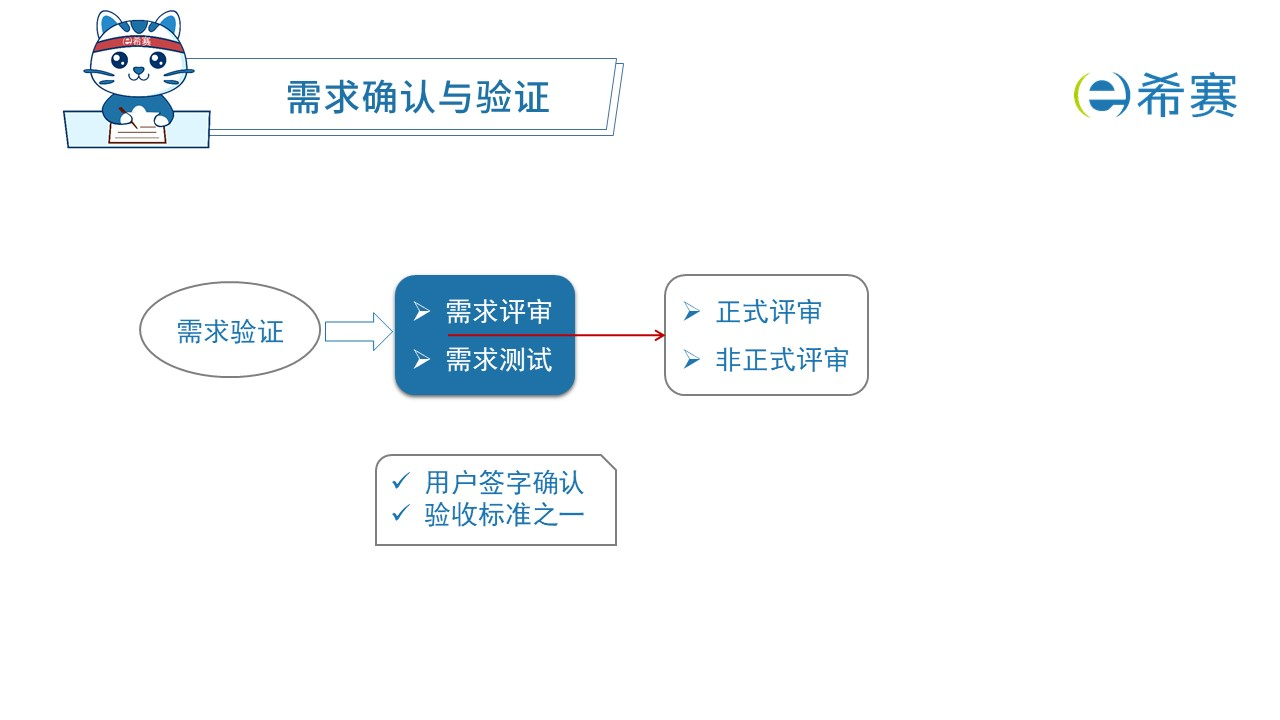 希赛
需求确认与验证
希赛
需求验证
需求评审
需求测试
正式评审
非正式评审
用户签字确认
验收标准之一